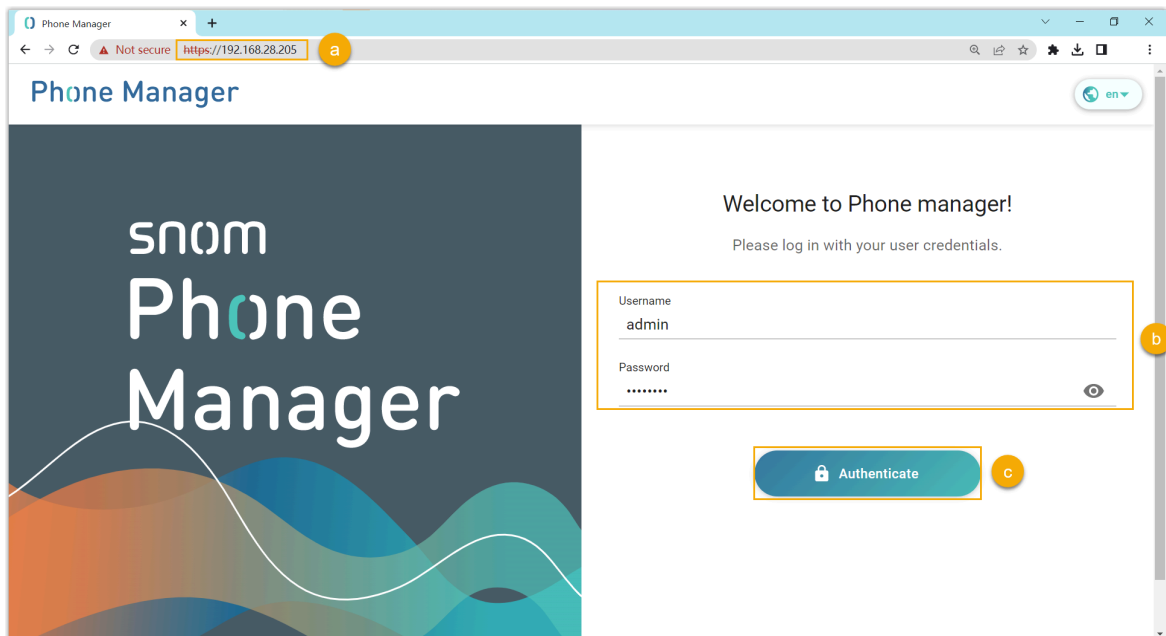 Phone Manager
Not secure https://192.168.28.205
a
Phone Manager
en
snom
Phone
Manager
Welcome to Phone manager!
Please log in with your user credentials.
Username
admin
b
Password
••••••••
Authenticate
c